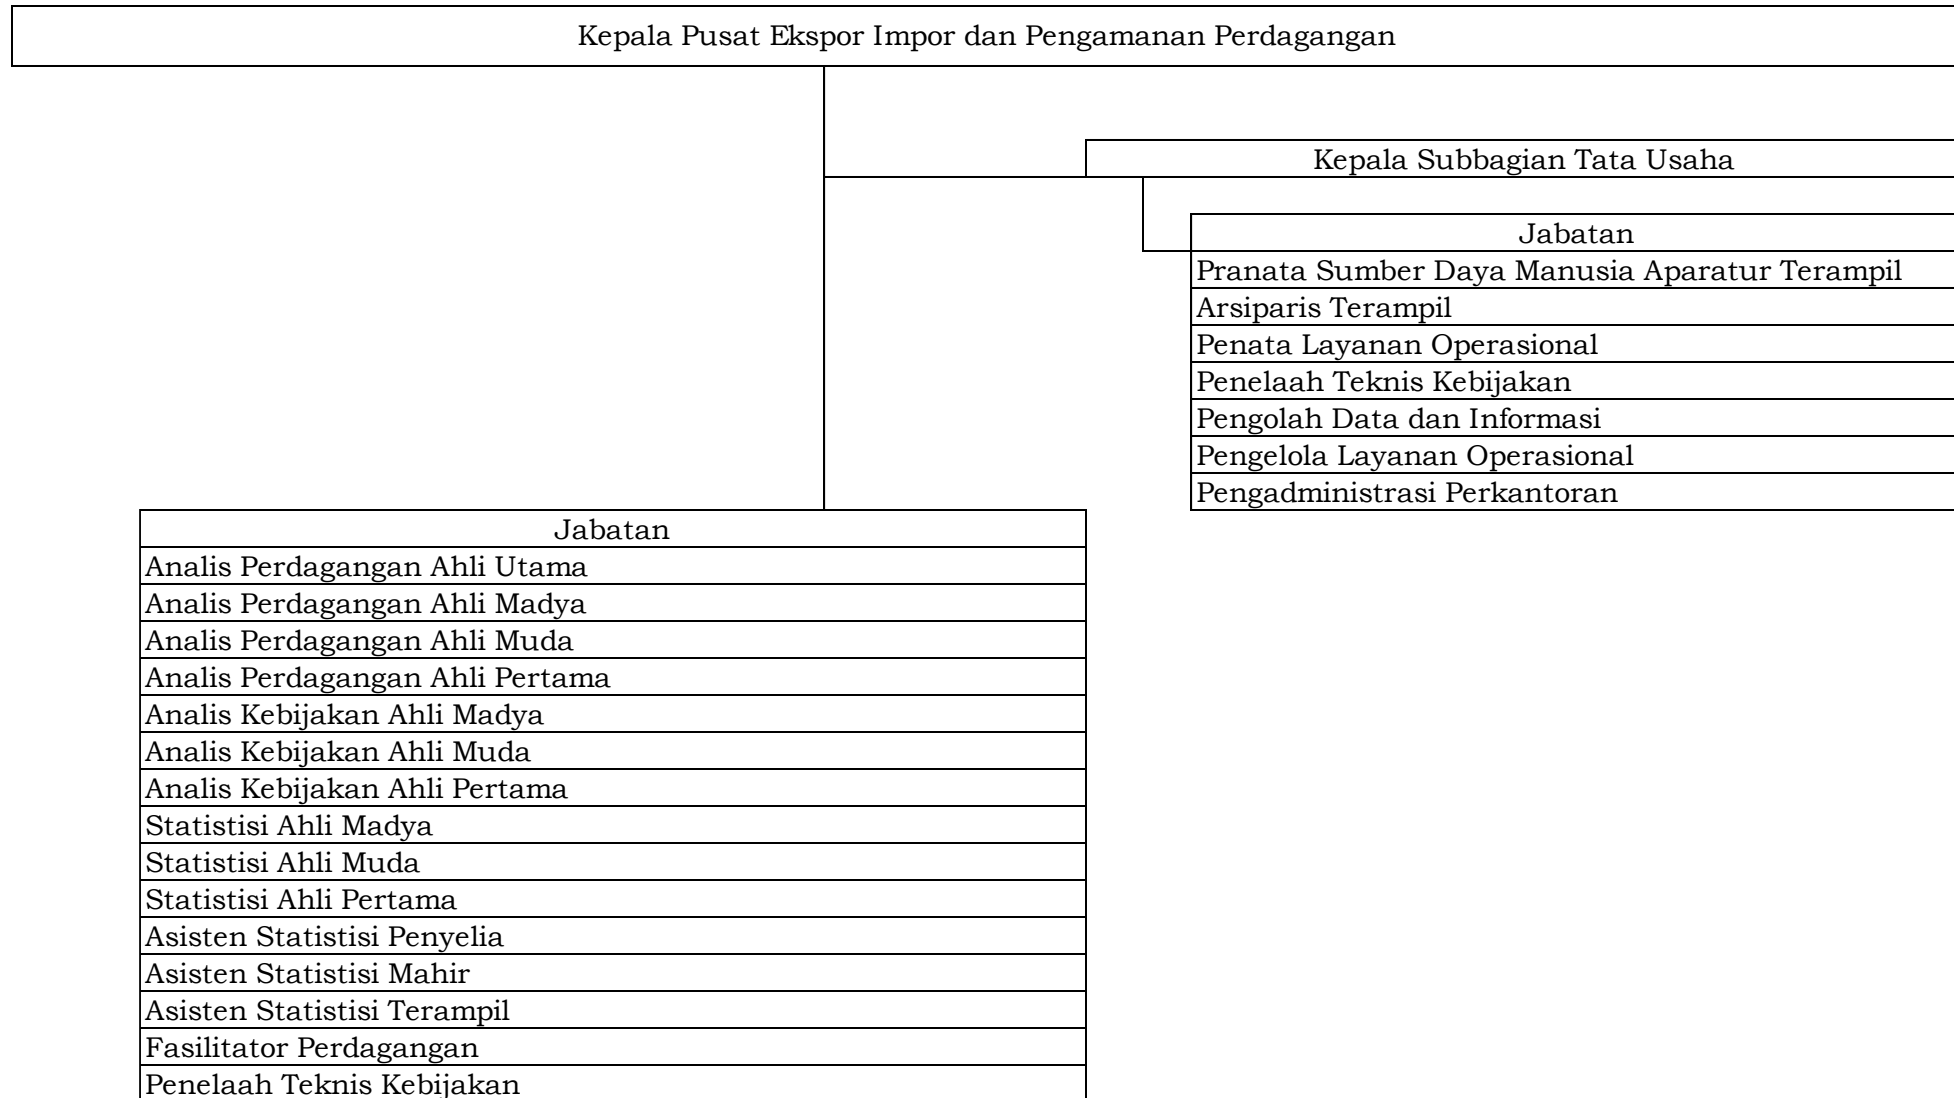 Kepala Pusat Ekspor Impor dan Pengamanan Perdagangan
Kepala Subbagian Tata Usaha
Jabatan
Pranata Sumber Daya Manusia Aparatur Terampil
Arsiparis Terampil
Penata Layanan Operasional
Penelaah Teknis Kebijakan
Pengolah Data dan Informasi
Pengelola Layanan Operasional
Pengadministrasi Perkantoran
Jabatan
Analis Perdagangan Ahli Utama
Analis Perdagangan Ahli Madya
Analis Perdagangan Ahli Muda
Analis Perdagangan Ahli Pertama
Analis Kebijakan Ahli Madya
Analis Kebijakan Ahli Muda
Analis Kebijakan Ahli Pertama
Statistisi Ahli Madya
Statistisi Ahli Muda
Statistisi Ahli Pertama
Asisten Statistisi Penyelia
Asisten Statistisi Mahir
Asisten Statistisi Terampil
Fasilitator Perdagangan
Penelaah Teknis Kebijakan